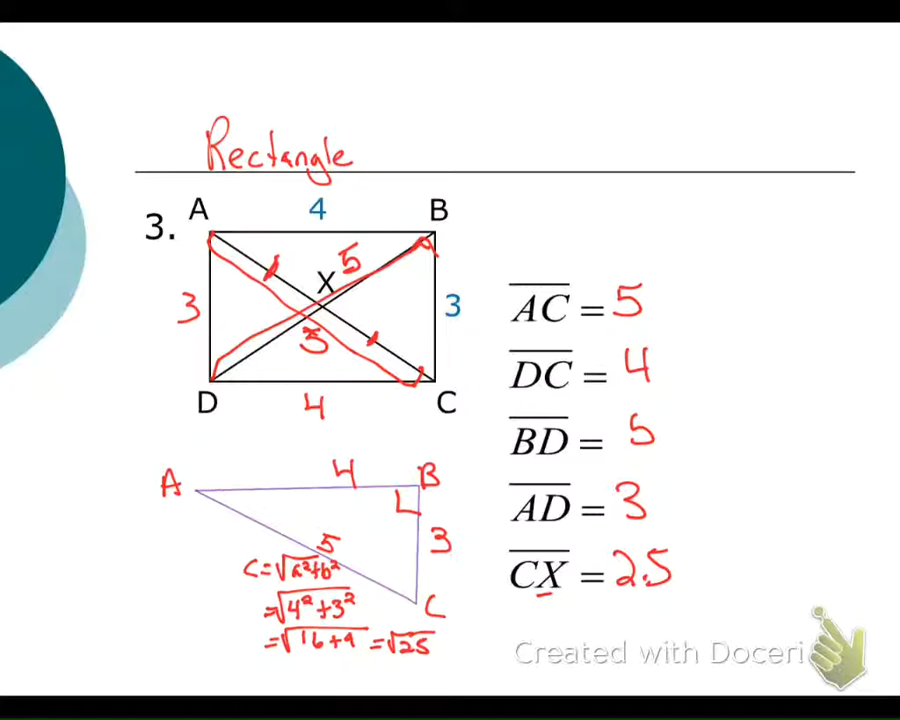 Rectangle
3.
A 4 B
5
X
3 3
5
D 4 C
AC = 5
DC = 4
BD = 5
AD = 3
CX = 2.5
A 4 B
3
5
C
C = √a²+b²
= √4²+3²
= √16+9 = √25
Created with Doceri